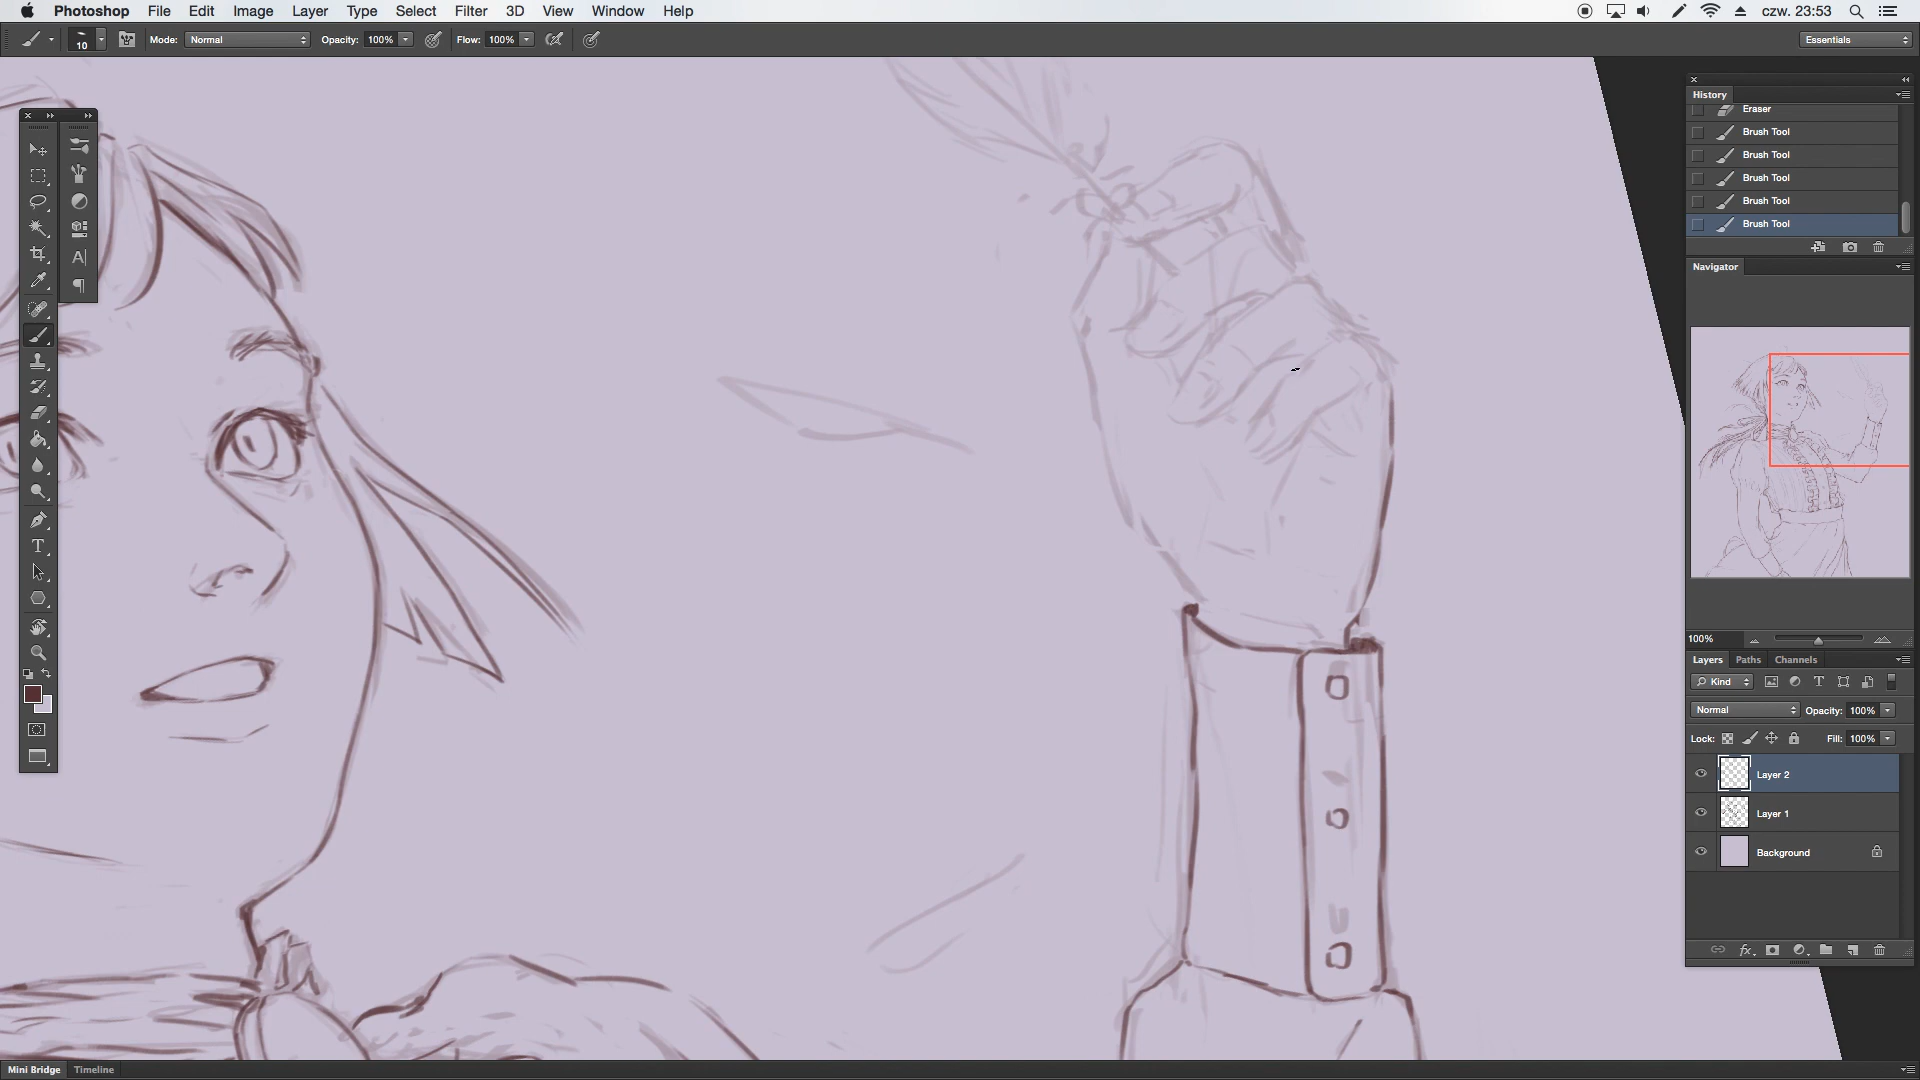 Photoshop File Edit Image Layer Type Select Filter 3D View Window Help czw. 23:53
10 Mode: Normal Opacity: 100% Flow: 100% Essentials
History
Eraser
Brush Tool
Brush Tool
Brush Tool
Brush Tool
Brush Tool
Navigator
100%
Layers Paths Channels
Kind
Normal Opacity: 100%
Lock: Fill: 100%
Layer 2
Layer 1
Background
Mini Bridge Timeline